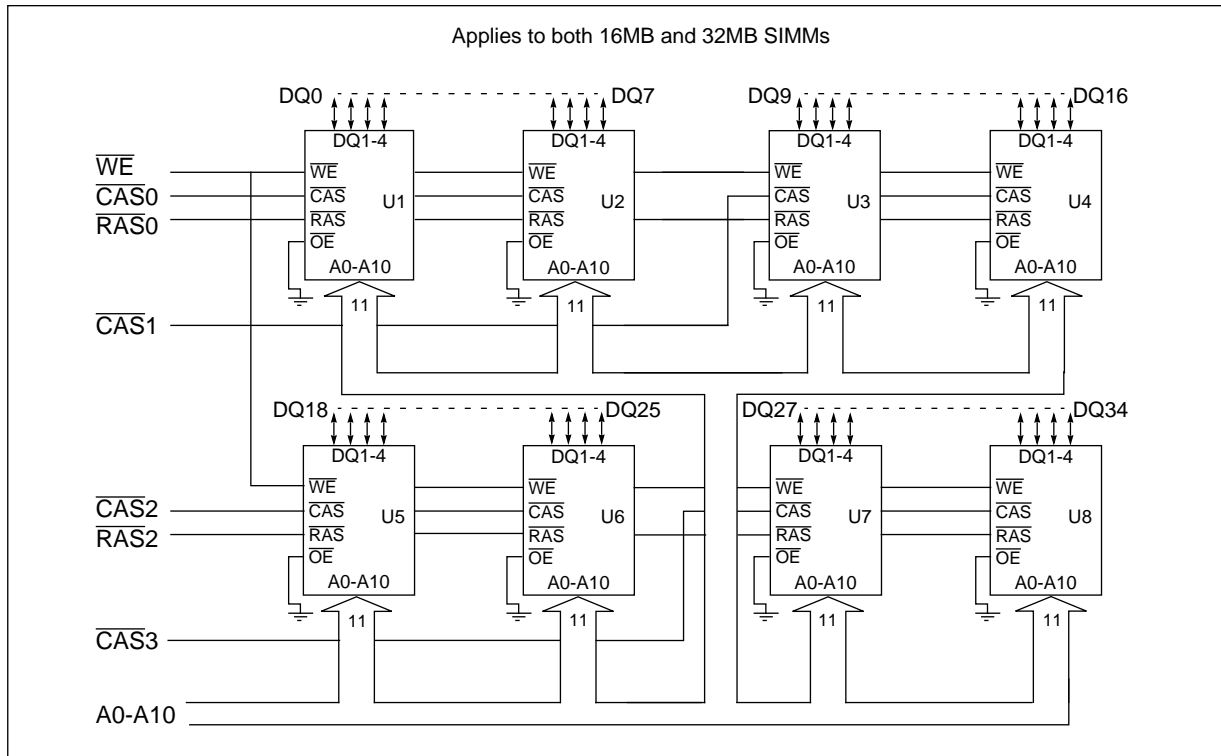 Applies to both 16MB and 32MB SIMMs
DQ0 DQ7 DQ9 DQ16
DQ1-4 DQ1-4 DQ1-4 DQ1-4
WE WE WE WE WE
CAS0 CAS CAS CAS CAS
U1 U2 U3 U4
RAS0 RAS RAS RAS RAS
OE OE OE OE
A0-A10 A0-A10 A0-A10 A0-A10
11 11 11 11
CAS1
DQ18 DQ25 DQ27 DQ34
DQ1-4 DQ1-4 DQ1-4 DQ1-4
WE WE WE WE
CAS2 CAS CAS CAS CAS
U5 U6 U7 U8
RAS2 RAS RAS RAS RAS
OE OE OE OE
A0-A10 A0-A10 A0-A10 A0-A10
11 11 11 11
CAS3
A0-A10